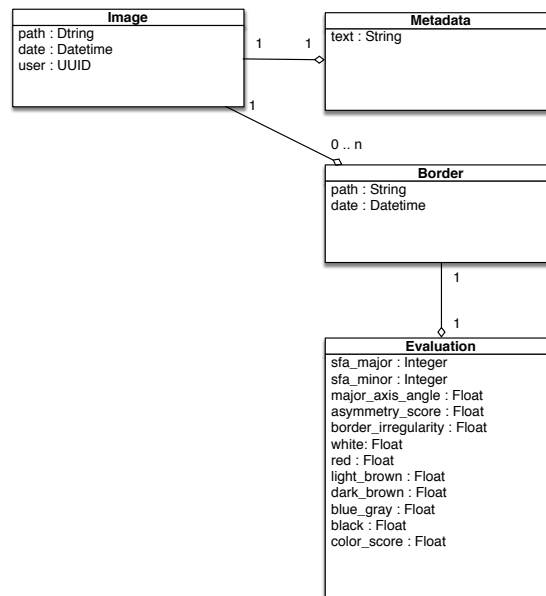 Image
path : Dtring
date : Datetime
user : UUID
1
1
Metadata
text : String
1
0 .. n
Border
path : String
date : Datetime
1
1
Evaluation
sfa_major : Integer
sfa_minor : Integer
major_axis_angle : Float
asymmetry_score : Float
border_irregularity : Float
white: Float
red : Float
light_brown : Float
dark_brown : Float
blue_gray : Float
black : Float
color_score : Float